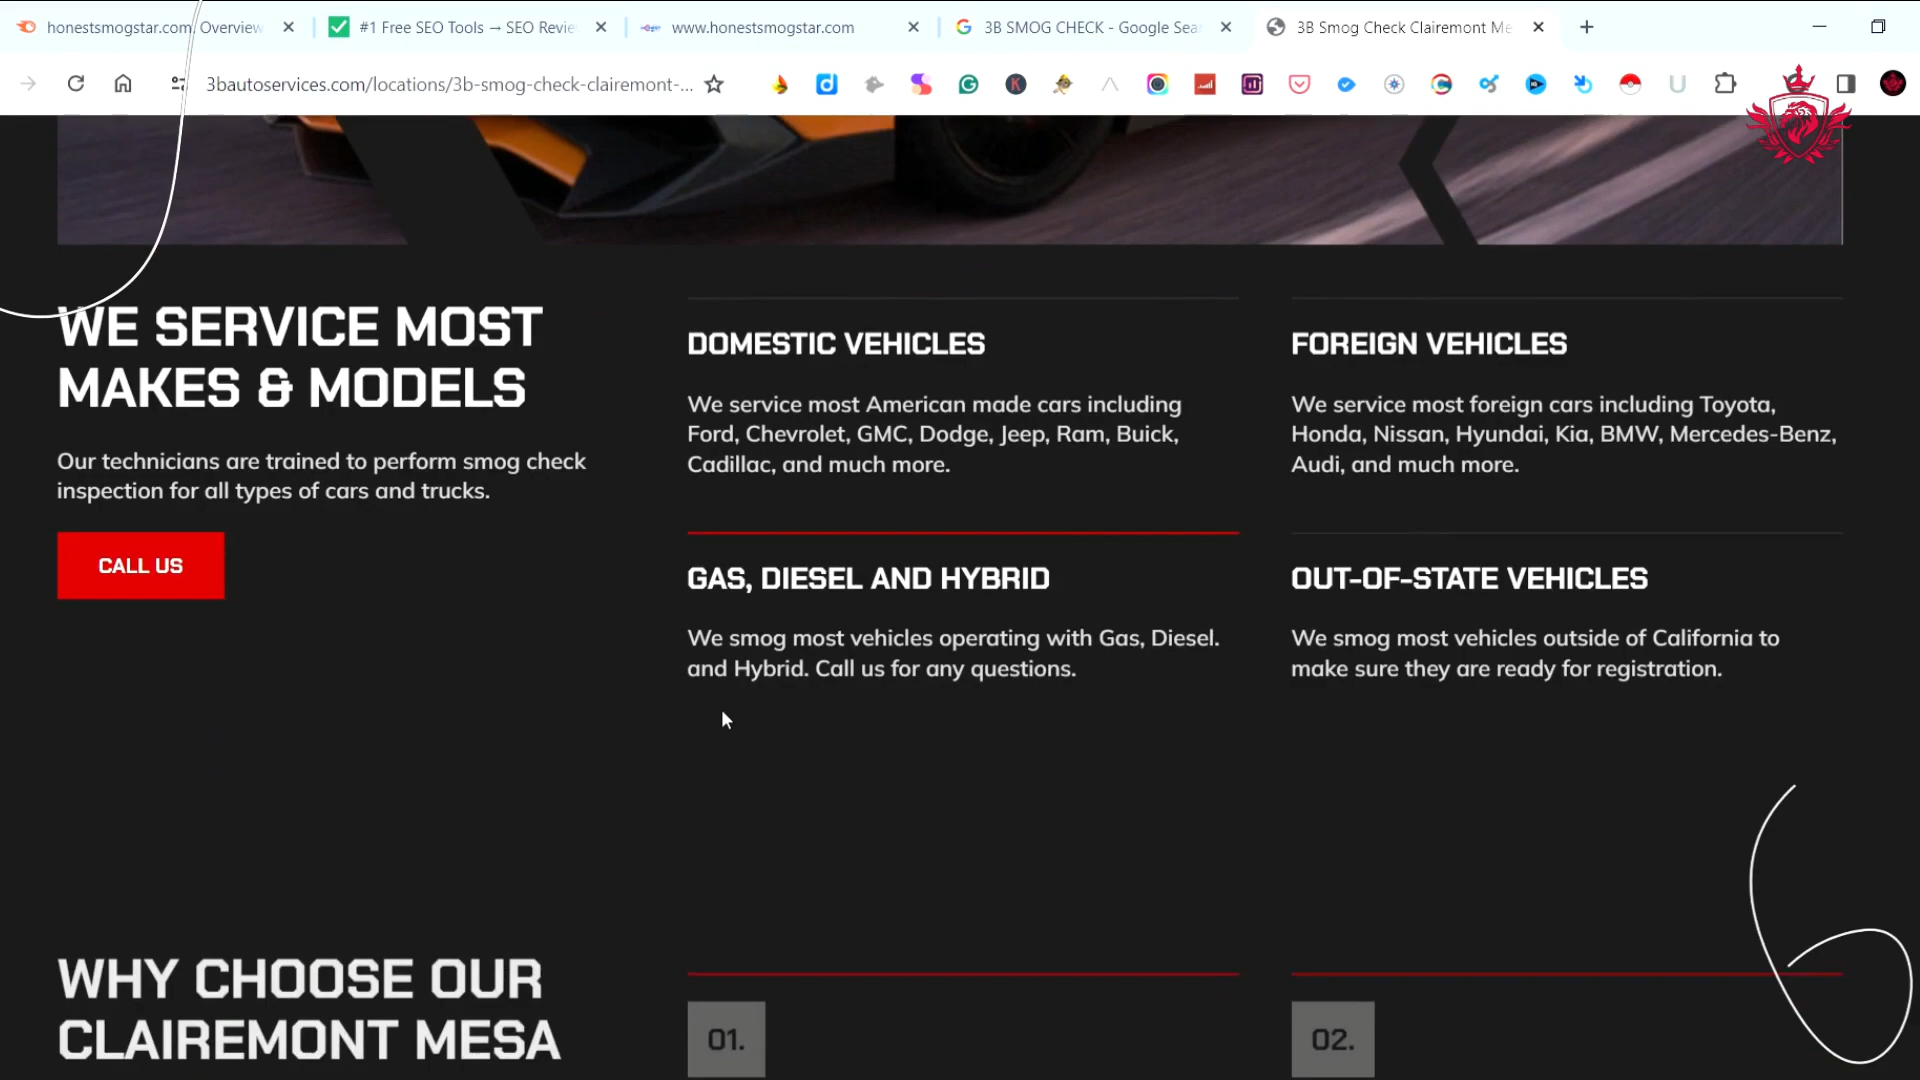 honestsmogstar.com: Overview
#1 Free SEO Tools → SEO Revie
www.honestsmogstar.com
3B SMOG CHECK - Google Sear
3B Smog Check Clairemont Me
3bautoservices.com/locations/3b-smog-check-clairemont-...
WE SERVICE MOST
MAKES & MODELS
Our technicians are trained to perform smog check
inspection for all types of cars and trucks.
CALL US
DOMESTIC VEHICLES
We service most American made cars including
Ford, Chevrolet, GMC, Dodge, Jeep, Ram, Buick,
Cadillac, and much more.
FOREIGN VEHICLES
We service most foreign cars including Toyota,
Honda, Nissan, Hyundai, Kia, BMW, Mercedes-Benz,
Audi, and much more.
GAS, DIESEL AND HYBRID
We smog most vehicles operating with Gas, Diesel.
and Hybrid. Call us for any questions.
OUT-OF-STATE VEHICLES
We smog most vehicles outside of California to
make sure they are ready for registration.
WHY CHOOSE OUR
CLAIREMONT MESA
01.
02.